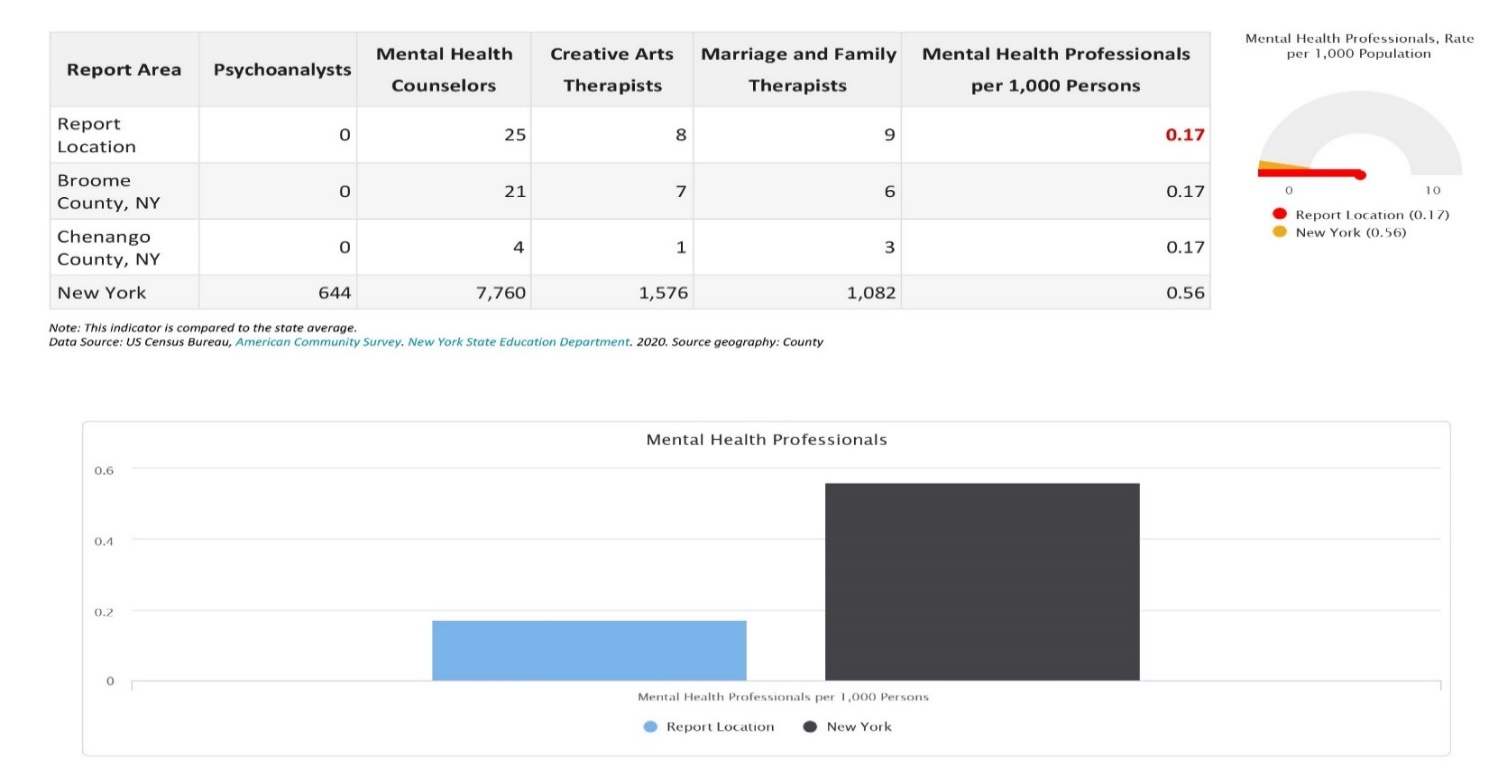 Report Area Psychoanalysts Mental Health Counselors Creative Arts Therapists Marriage and Family Therapists Mental Health Professionals per 1,000 Persons
Report Location 0 25 8 9 0.17
Broome County, NY 0 21 7 6 0.17
Chenango County, NY 0 4 1 3 0.17
New York 644 7,760 1,576 1,082 0.56
Note: This indicator is compared to the state average.
Data Source: US Census Bureau, American Community Survey. New York State Education Department. 2020. Source geography: County
Mental Health Professionals, Rate
per 1,000 Population
0 10
Report Location (0.17)
New York (0.56)
Mental Health Professionals
0.6
0.4
0.2
0
Mental Health Professionals per 1,000 Persons
Report Location New York